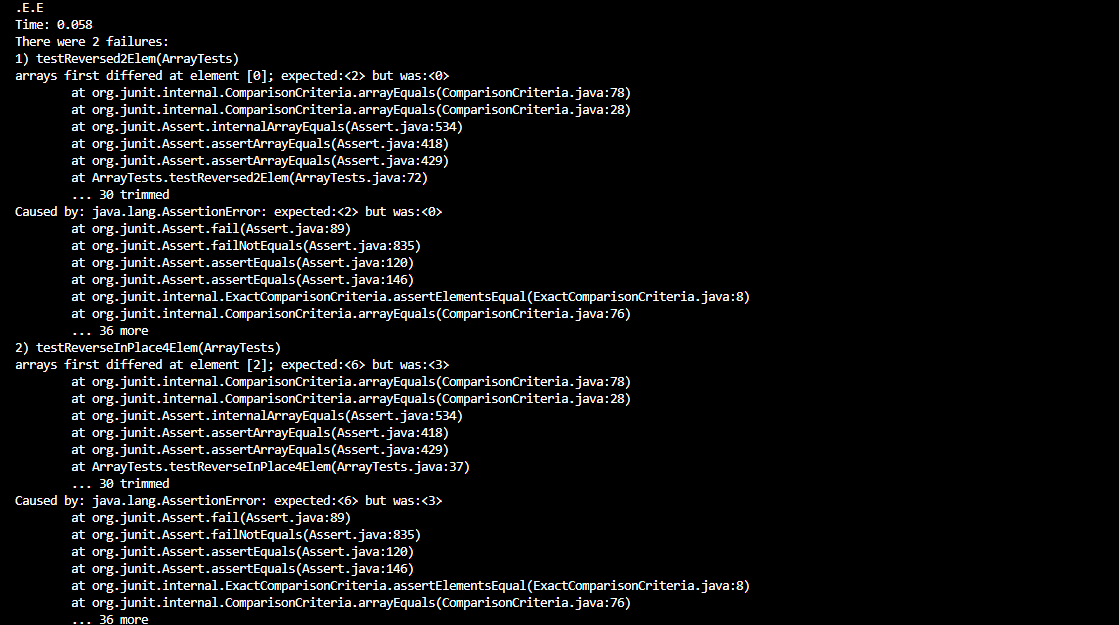 .E.E
Time: 0.058
There were 2 failures:
1) testReversed2Elem(ArrayTests)
arrays first differed at element [0]; expected:<2> but was:<0>
        at org.junit.internal.ComparisonCriteria.arrayEquals(ComparisonCriteria.java:78)
        at org.junit.internal.ComparisonCriteria.arrayEquals(ComparisonCriteria.java:28)
        at org.junit.Assert.internalArrayEquals(Assert.java:534)
        at org.junit.Assert.assertArrayEquals(Assert.java:418)
        at org.junit.Assert.assertArrayEquals(Assert.java:429)
        at ArrayTests.testReversed2Elem(ArrayTests.java:72)
        ... 30 trimmed
Caused by: java.lang.AssertionError: expected:<2> but was:<0>
        at org.junit.Assert.fail(Assert.java:89)
        at org.junit.Assert.failNotEquals(Assert.java:835)
        at org.junit.Assert.assertEquals(Assert.java:120)
        at org.junit.Assert.assertEquals(Assert.java:146)
        at org.junit.internal.ExactComparisonCriteria.assertElementsEqual(ExactComparisonCriteria.java:8)
        at org.junit.internal.ComparisonCriteria.arrayEquals(ComparisonCriteria.java:76)
        ... 36 more
2) testReverseInPlace4Elem(ArrayTests)
arrays first differed at element [2]; expected:<6> but was:<3>
        at org.junit.internal.ComparisonCriteria.arrayEquals(ComparisonCriteria.java:78)
        at org.junit.internal.ComparisonCriteria.arrayEquals(ComparisonCriteria.java:28)
        at org.junit.Assert.internalArrayEquals(Assert.java:534)
        at org.junit.Assert.assertArrayEquals(Assert.java:418)
        at org.junit.Assert.assertArrayEquals(Assert.java:429)
        at ArrayTests.testReverseInPlace4Elem(ArrayTests.java:37)
        ... 30 trimmed
Caused by: java.lang.AssertionError: expected:<6> but was:<3>
        at org.junit.Assert.fail(Assert.java:89)
        at org.junit.Assert.failNotEquals(Assert.java:835)
        at org.junit.Assert.assertEquals(Assert.java:120)
        at org.junit.Assert.assertEquals(Assert.java:146)
        at org.junit.internal.ExactComparisonCriteria.assertElementsEqual(ExactComparisonCriteria.java:8)
        at org.junit.internal.ComparisonCriteria.arrayEquals(ComparisonCriteria.java:76)
        ... 36 more